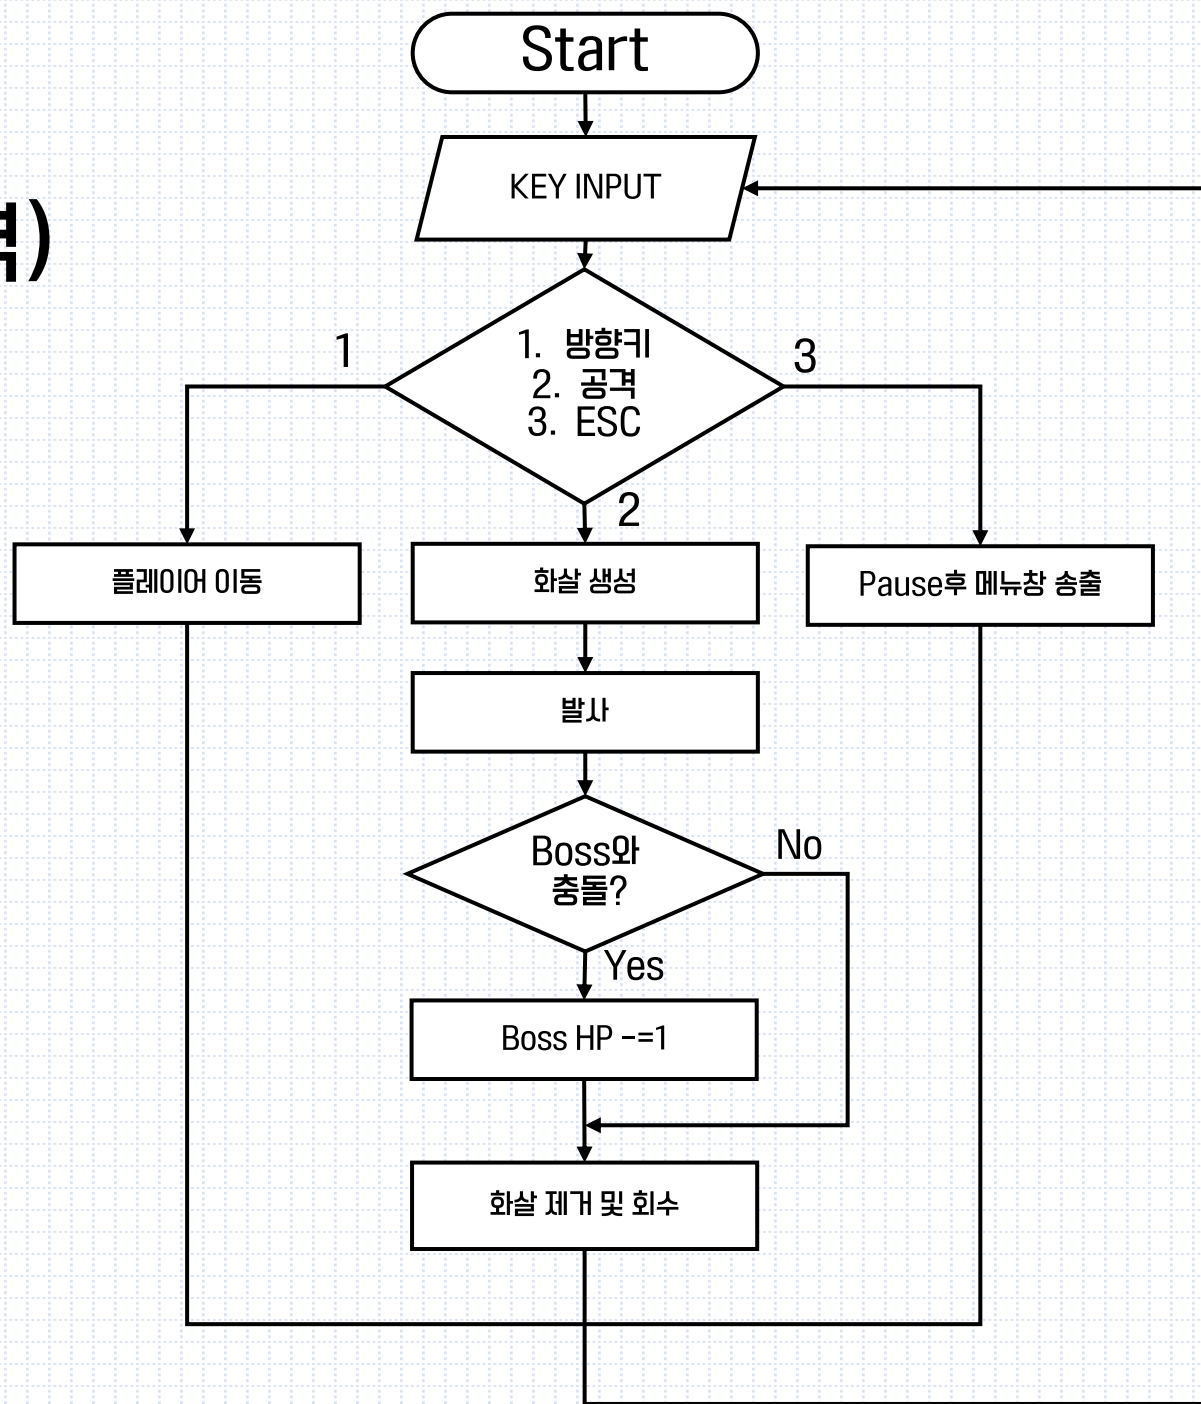 Start
KEY INPUT
)
1
1. 방향키
2. 공격
3. ESC
3
2
플레이어 이동
화살 생성
Pause후 메뉴창 송출
발사
Boss와
충돌?
No
Yes
Boss HP -=1
화살 제거 및 회수